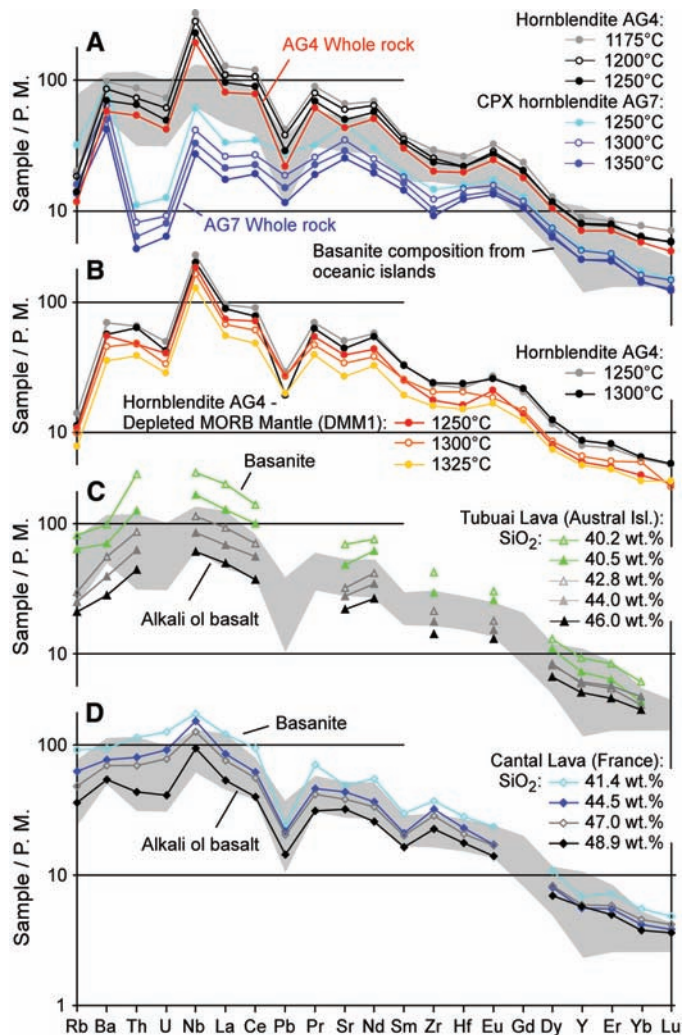 A
Hornblendite AG4
1175°C
1200°C
1250°C
CPX hornblendite AG7
1250°C
1300°C
1350°C
AG4 Whole rock
AG7 Whole rock
Basanite composition from
oceanic islands
Sample / P. M.
100
10
B
Hornblendite AG4:
1250°C
1300°C
Hornblendite AG4 -
Depleted MORB Mantle (DMM1):
1250°C
1300°C
1325°C
Sample / P. M.
100
10
C
Basanite
Alkali ol basalt
Tubuai Lava (Austral Isl.):
SiO2:
40.2 wt.%
40.5 wt.%
42.8 wt.%
44.0 wt.%
46.0 wt.%
Sample / P. M.
100
10
D
Basanite
Alkali ol basalt
Cantal Lava (France):
SiO2:
41.4 wt.%
44.5 wt.%
47.0 wt.%
48.9 wt.%
Sample / P. M.
100
10
1
Rb Ba Th U Nb La Ce Pb Pr Sr Nd Sm Zr Hf Eu Gd Dy Y Er Yb Lu